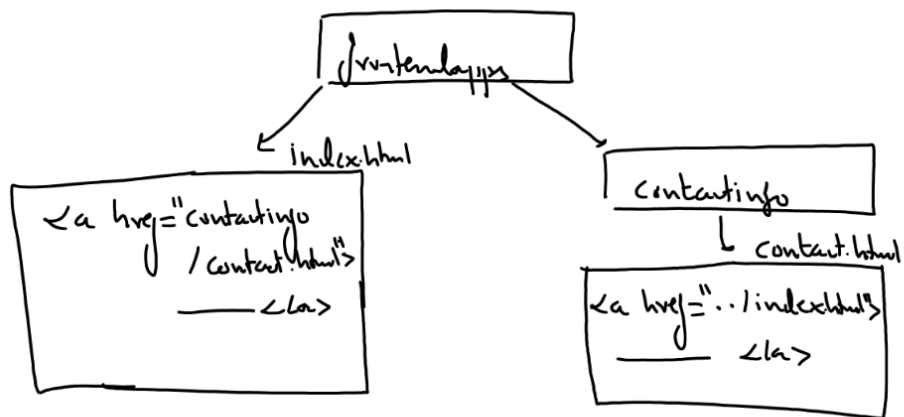 frontendapps
index.html
<a href="contactinfo
/contact.html">
</a>
contactinfo
contact.html
<a href="../index.html">
</a>